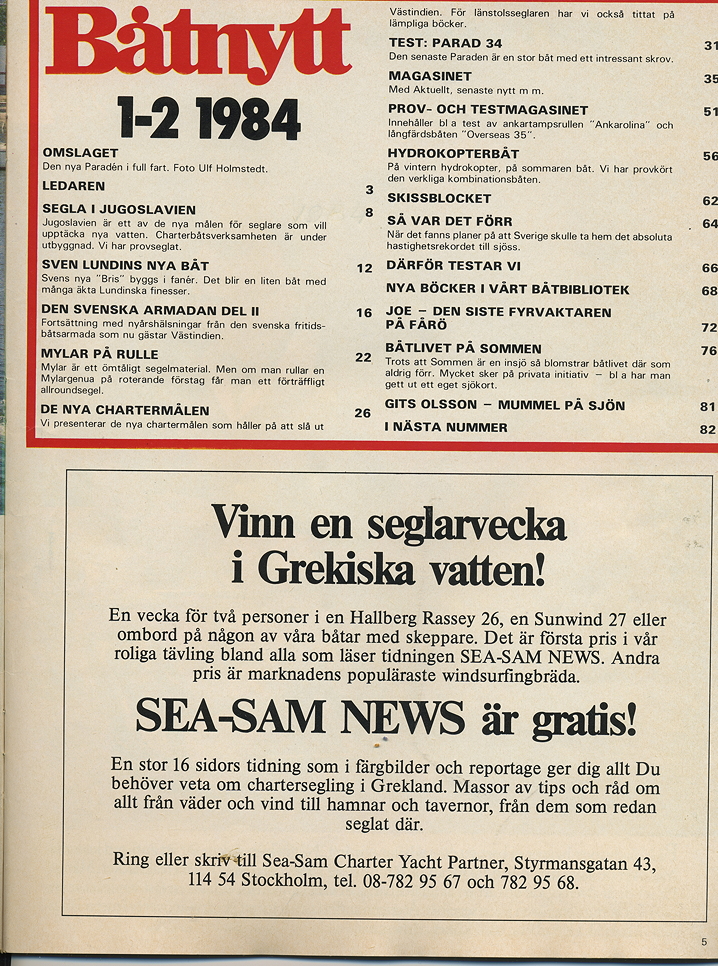 Båtnytt
1-2 1984
OMSLAGET
Den nya Paradén i full fart. Foto Ulf Holmstedt.
LEDAREN 3
SEGLA I JUGOSLAVIEN 8
Jugoslavien är ett av de nya målen för seglare som vill
upptäcka nya vatten. Charterbåtsverksamheten är under
utbyggnad. Vi har provseglat.
SVEN LUNDINS NYA BÅT 12
Svens nya "Bris" byggs i fanér. Det blir en liten båt med
många äkta Lundinska finesser.
DEN SVENSKA ARMADAN DEL II 16
Fortsättning med nyårshälsningar från den svenska fritids-
båtsarmada som nu gästar Västindien.
MYLAR PÅ RULLE 22
Mylar är ett ömtåligt segelmaterial. Men om man rullar en
Mylargenua på roterande förstag får man ett förträffligt
allroundsegel.
DE NYA CHARTERMÅLEN 26
Vi presenterar de nya chartermålen som håller på att slå ut
Västindien. För länstolsseglaren har vi också tittat på
lämpliga böcker.
TEST: PARAD 34 31
Den senaste Paraden är en stor båt med ett intressant skrov.
MAGASINET 35
Med Aktuellt, senaste nytt m m.
PROV- OCH TESTMAGASINET 51
Innehåller bl a test av ankartampsrullen "Ankarolina" och
långfärdsbåten "Overseas 35".
HYDROKOPTERBÅT 56
På vintern hydrokopter, på sommaren båt. Vi har provkört
den verkliga kombinationsbåten.
SKISSBLOCKET 62
SÅ VAR DET FÖRR 64
När det fanns planer på att Sverige skulle ta hem det absoluta
hastighetsrekordet till sjöss.
DÄRFÖR TESTAR VI 66
NYA BÖCKER I VÅRT BÅTBIBLIOTEK 68
JOE – DEN SISTE FYRVAKTAREN
PÅ FÅRÖ 72
BÅTLIVET PÅ SOMMEN 76
Trots att Sommen är en insjö så blomstrar båtlivet där som
aldrig förr. Mycket sker på privata initiativ – bl a har man
gett ut ett eget sjökort.
GITS OLSSON – MUMMEL PÅ SJÖN 81
I NÄSTA NUMMER 82
Vinn en seglarvecka
i Grekiska vatten!
En vecka för två personer i en Hallberg Rassey 26, en Sunwind 27 eller
ombord på någon av våra båtar med skeppare. Det är första pris i vår
roliga tävling bland alla som läser tidningen SEA-SAM NEWS. Andra
pris är marknadens populäraste windsurfingbräda.
SEA-SAM NEWS är gratis!
En stor 16 sidors tidning som i färgbilder och reportage ger dig allt Du
behöver veta om chartersegling i Grekland. Massor av tips och råd om
allt från väder och vind till hamnar och tavernor, från dem som redan
seglat där.
Ring eller skriv till Sea-Sam Charter Yacht Partner, Styrmansgatan 43,
114 54 Stockholm, tel. 08-782 95 67 och 782 95 68.
5